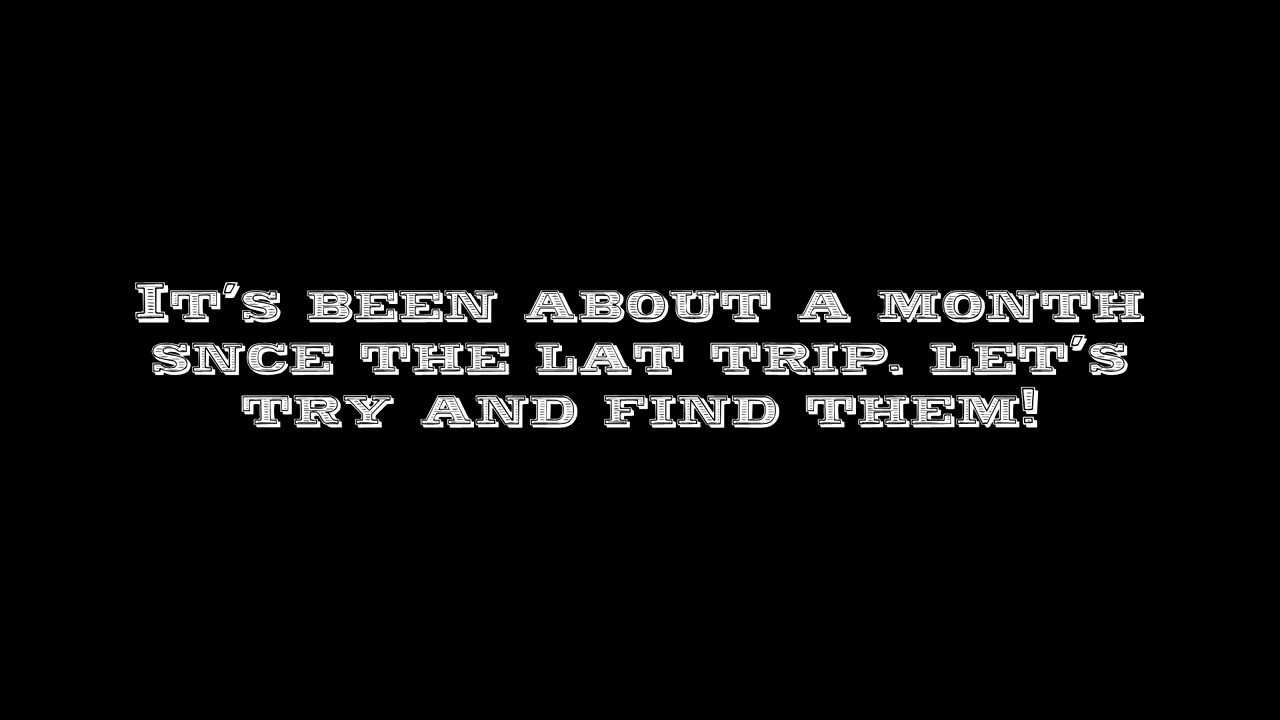 It's been about a month
snce the lat trip. Let's
try and find them!